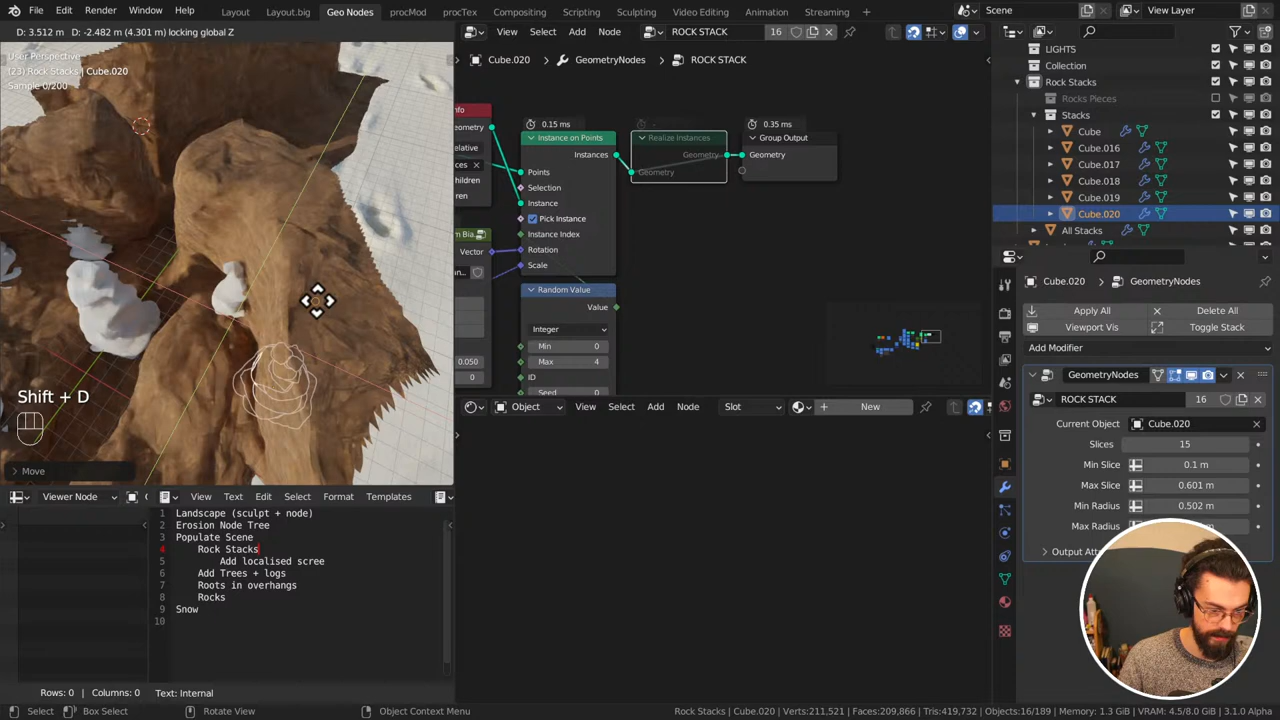 File Edit Render Window Help Layout Layout.big Geo Nodes procMod procTex Compositing Scripting Sculpting Video Editing Animation Streaming + Scene View Layer
D: 3.512 m D: -2.482 m (4.301 m) locking global Z
User Perspective
(23) Rock Stacks | Cube.020
Sample 0/200
Shift + D
Move
View Select Add Node ROCK STACK 16
Cube.020 > GeometryNodes > ROCK STACK
0.15 ms
0.35 ms
Instance on Points
Instances
Points
Selection
Instance
Pick Instance
Instance Index
Rotation
Scale
Realize Instances
Geometry
Geometry
Group Output
Geometry
Vector
0.050
0
Random Value
Value
Integer
Min 0
Max 4
ID
Seed 0
Object View Select Add Node Slot + New
Viewer Node
View Text Edit Select Format Templates
1 Landscape (sculpt + node)
2 Erosion Node Tree
3 Populate Scene
4 Rock Stacks
5 Add localised scree
6 Add Trees + logs
7 Roots in overhangs
8 Rocks
9 Snow
10
Rows: 0 | Columns: 0
Text: Internal
LIGHTS
Collection
Rock Stacks
Rocks Pieces
Stacks
Cube
Cube.016
Cube.017
Cube.018
Cube.019
Cube.020
All Stacks
Cube.020 > GeometryNodes
Apply All Delete All
Viewport Vis Toggle Stack
Add Modifier
GeometryNodes
ROCK STACK 16
Current Object Cube.020
Slices 15
Min Slice 0.1 m
Max Slice 0.601 m
Min Radius 0.502 m
Max
Select Box Select Rotate View Object Context Menu
Rock Stacks | Cube.020 | Verts:211,521 | Faces:209,866 | Tris:419,732 | Objects:16/189 | Memory: 1.3 GiB | VRAM: 4.5/8.0 GiB | 3.1.0 Alpha